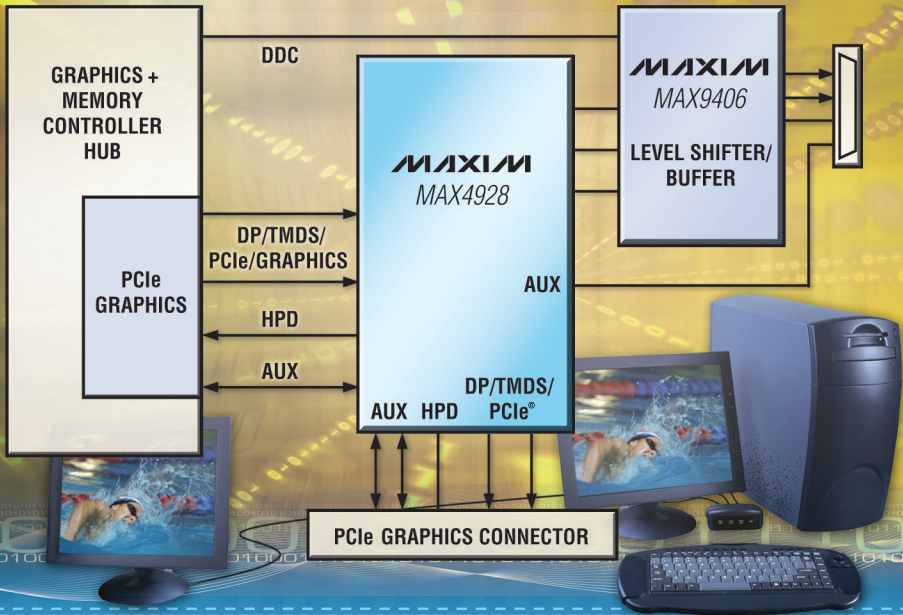 GRAPHICS +
MEMORY
CONTROLLER
HUB
DDC
MAXIM
MAX9406
LEVEL SHIFTER/
BUFFER
MAXIM
MAX4928
PCIe
GRAPHICS
DP/TMDS/
PCIe/GRAPHICS
HPD
AUX
AUX
AUX
HPD
DP/TMDS/
PCIe®
PCIe GRAPHICS CONNECTOR